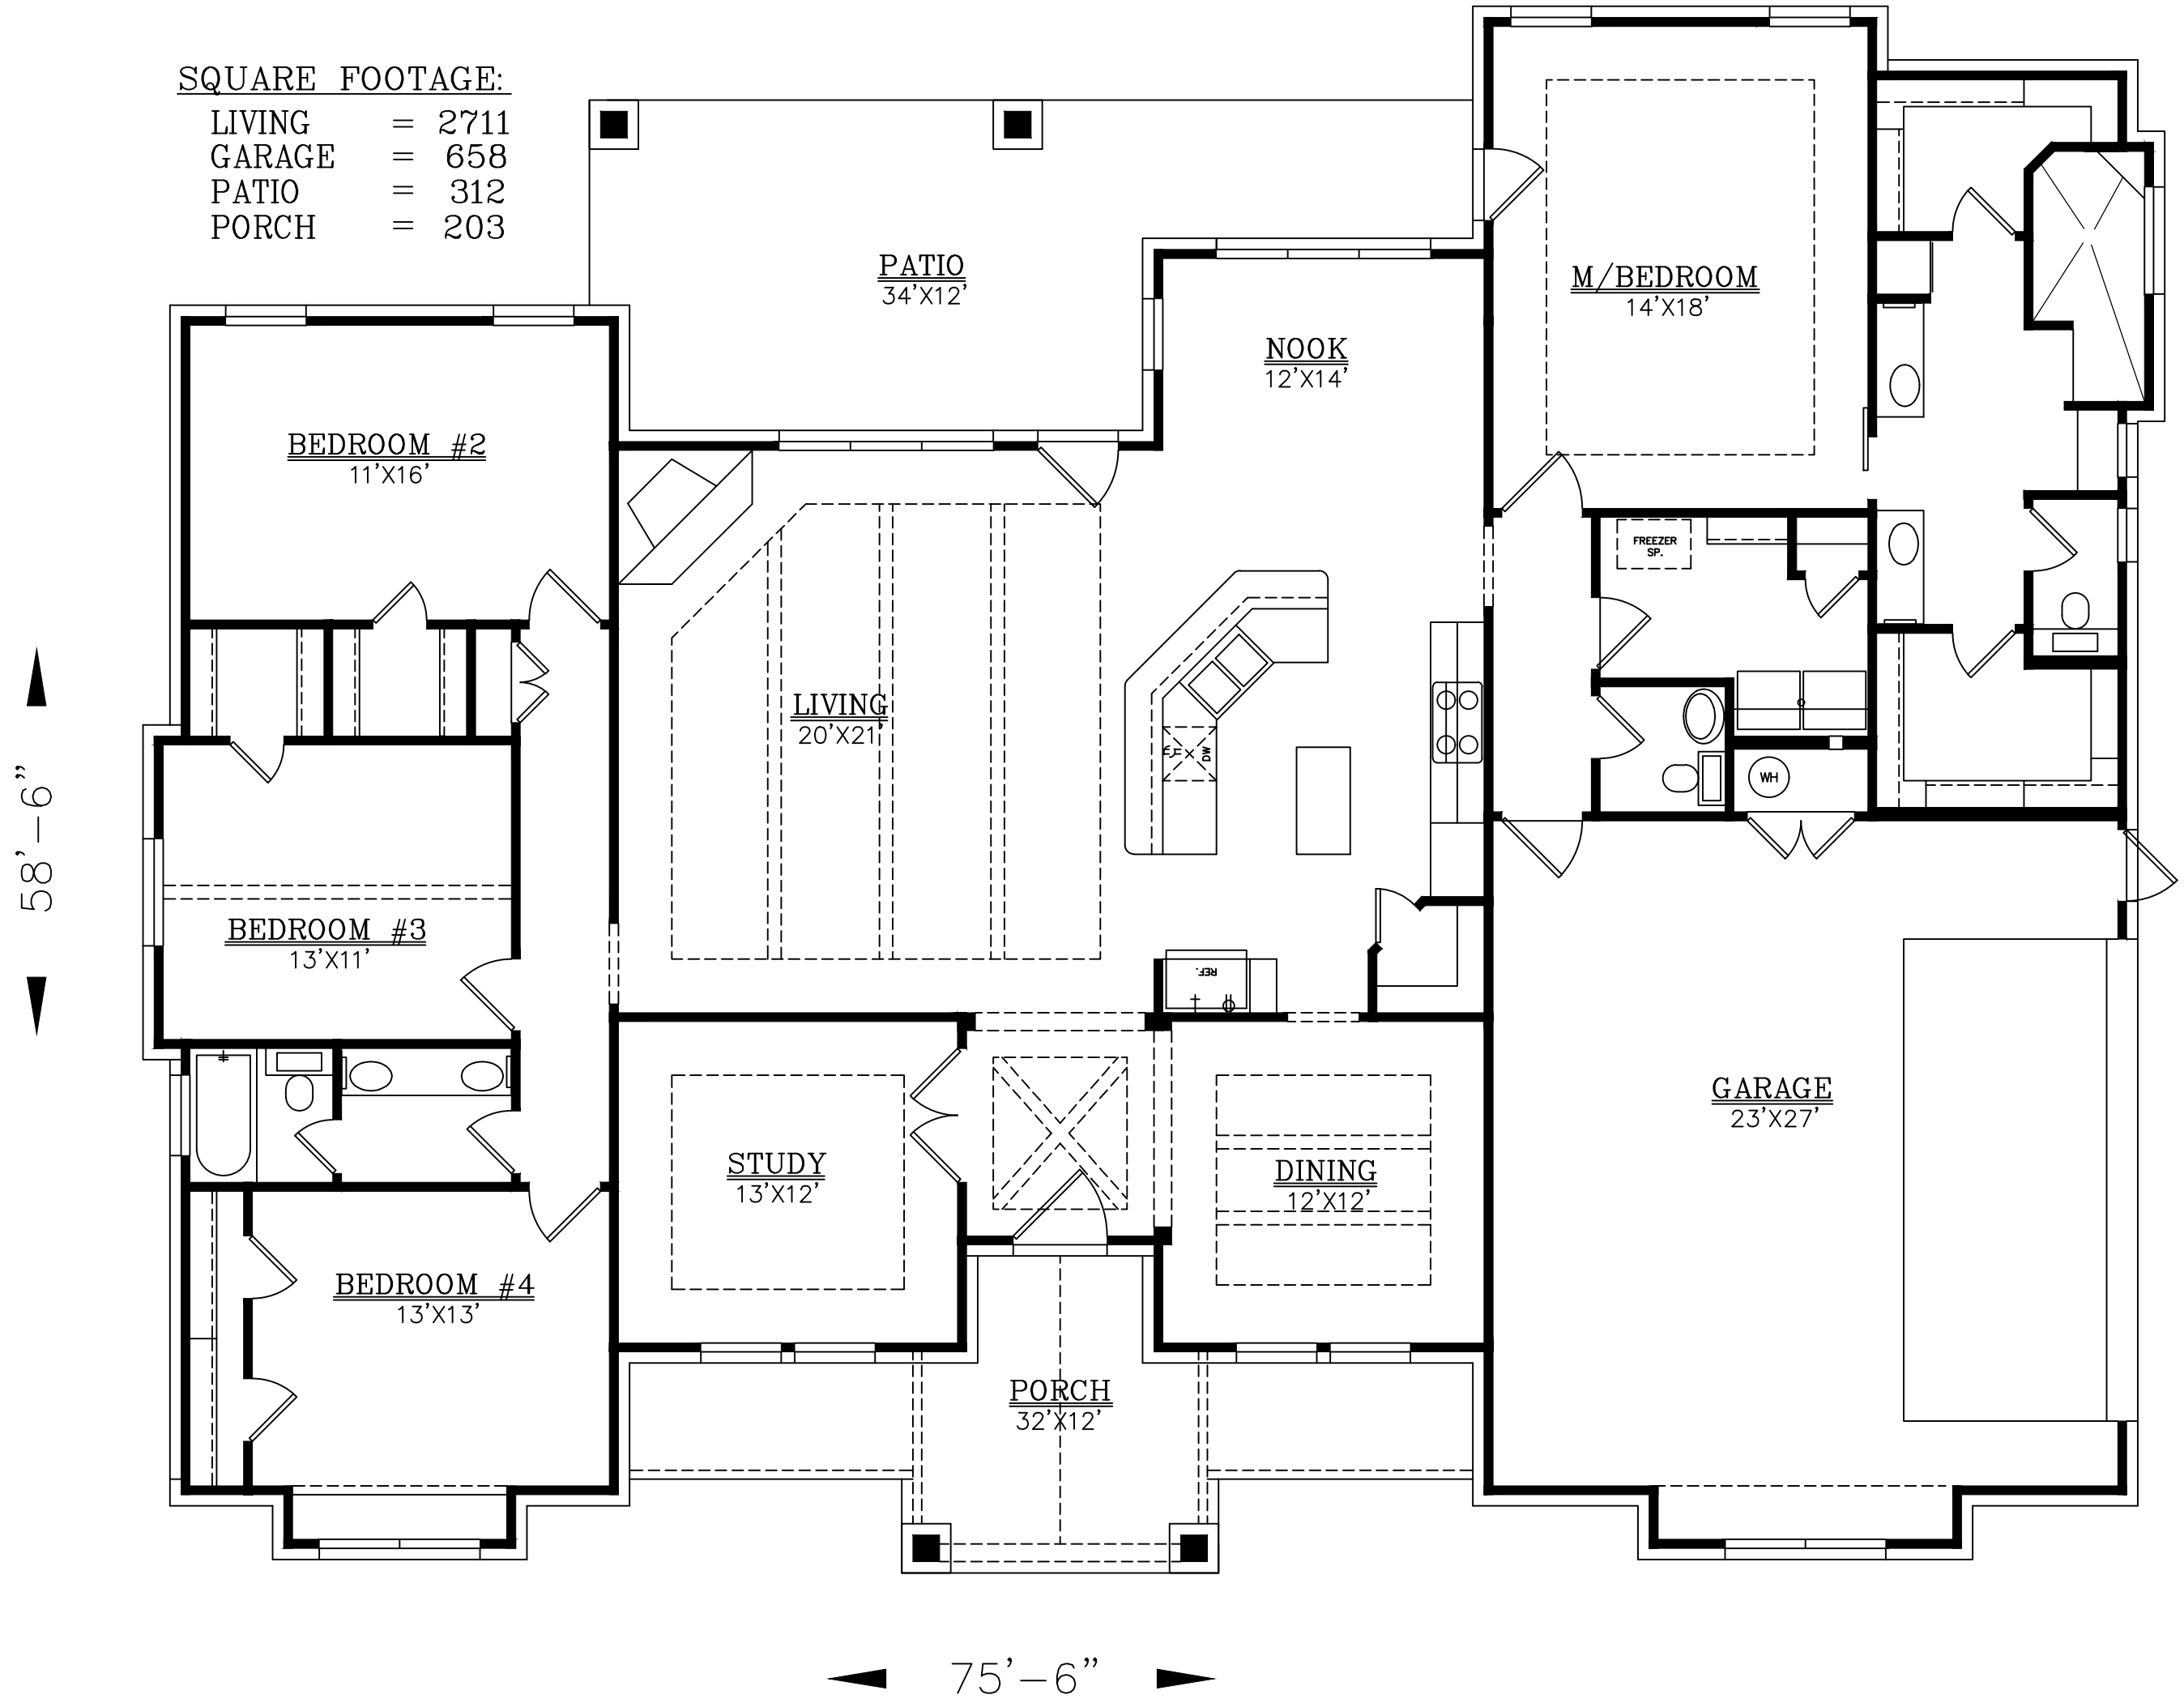 SQUARE FOOTAGE:
LIVING = 2711
GARAGE = 658
PATIO = 312
PORCH = 203
PATIO
34'X12'
M/BEDROOM
14'X18'
NOOK
12'X14'
BEDROOM #2
11'X16'
FREEZER
SP.
LIVING
20'X21'
DW
WH
58'-6"
BEDROOM #3
13'X11'
REF.
GARAGE
23'X27'
STUDY
13'X12'
DINING
12'X12'
BEDROOM #4
13'X13'
PORCH
32'X12'
75'-6"